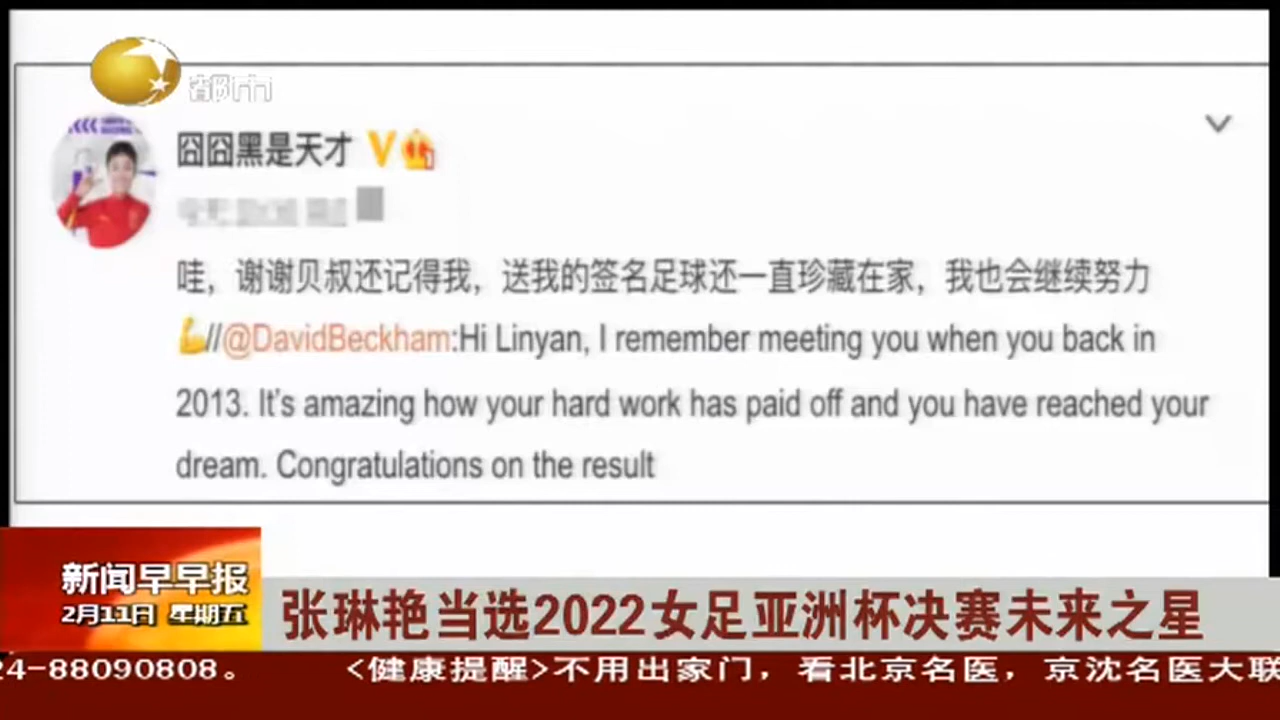 都市
囧囧黑是天才
哇，谢谢贝叔还记得我，送我的签名足球还一直珍藏在家，我也会继续努力
💪//@DavidBeckham:Hi Linyan, I remember meeting you when you back in
2013. It's amazing how your hard work has paid off and you have reached your
dream. Congratulations on the result
新闻早早报
2月11日 星期五
张琳艳当选2022女足亚洲杯决赛未来之星
24-88090808。 <健康提醒>不用出家门，看北京名医，京沈名医大联